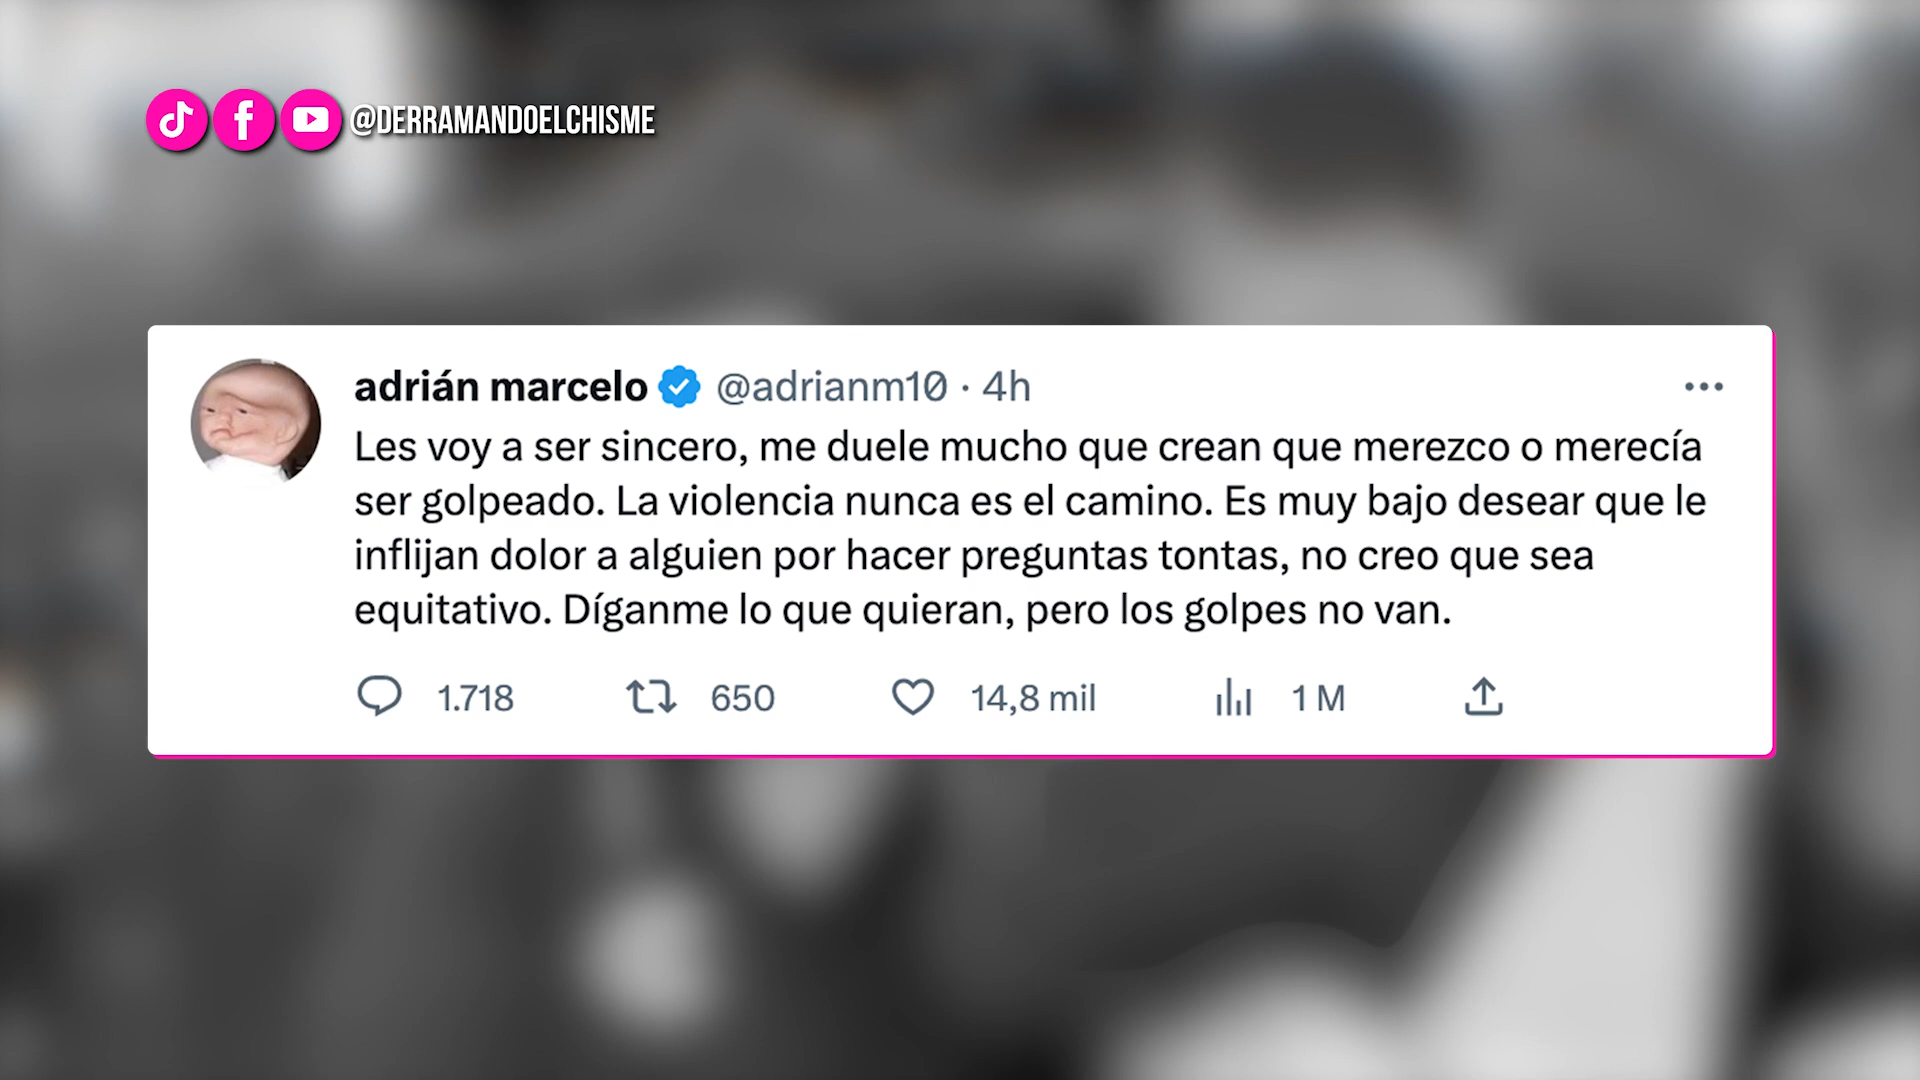 @DERRAMANDOELCHISME
adrián marcelo @adrianm10 · 4h
Les voy a ser sincero, me duele mucho que crean que merezco o merecía
ser golpeado. La violencia nunca es el camino. Es muy bajo desear que le
inflijan dolor a alguien por hacer preguntas tontas, no creo que sea
equitativo. Díganme lo que quieran, pero los golpes no van.
1.718 650 14,8 mil 1 M